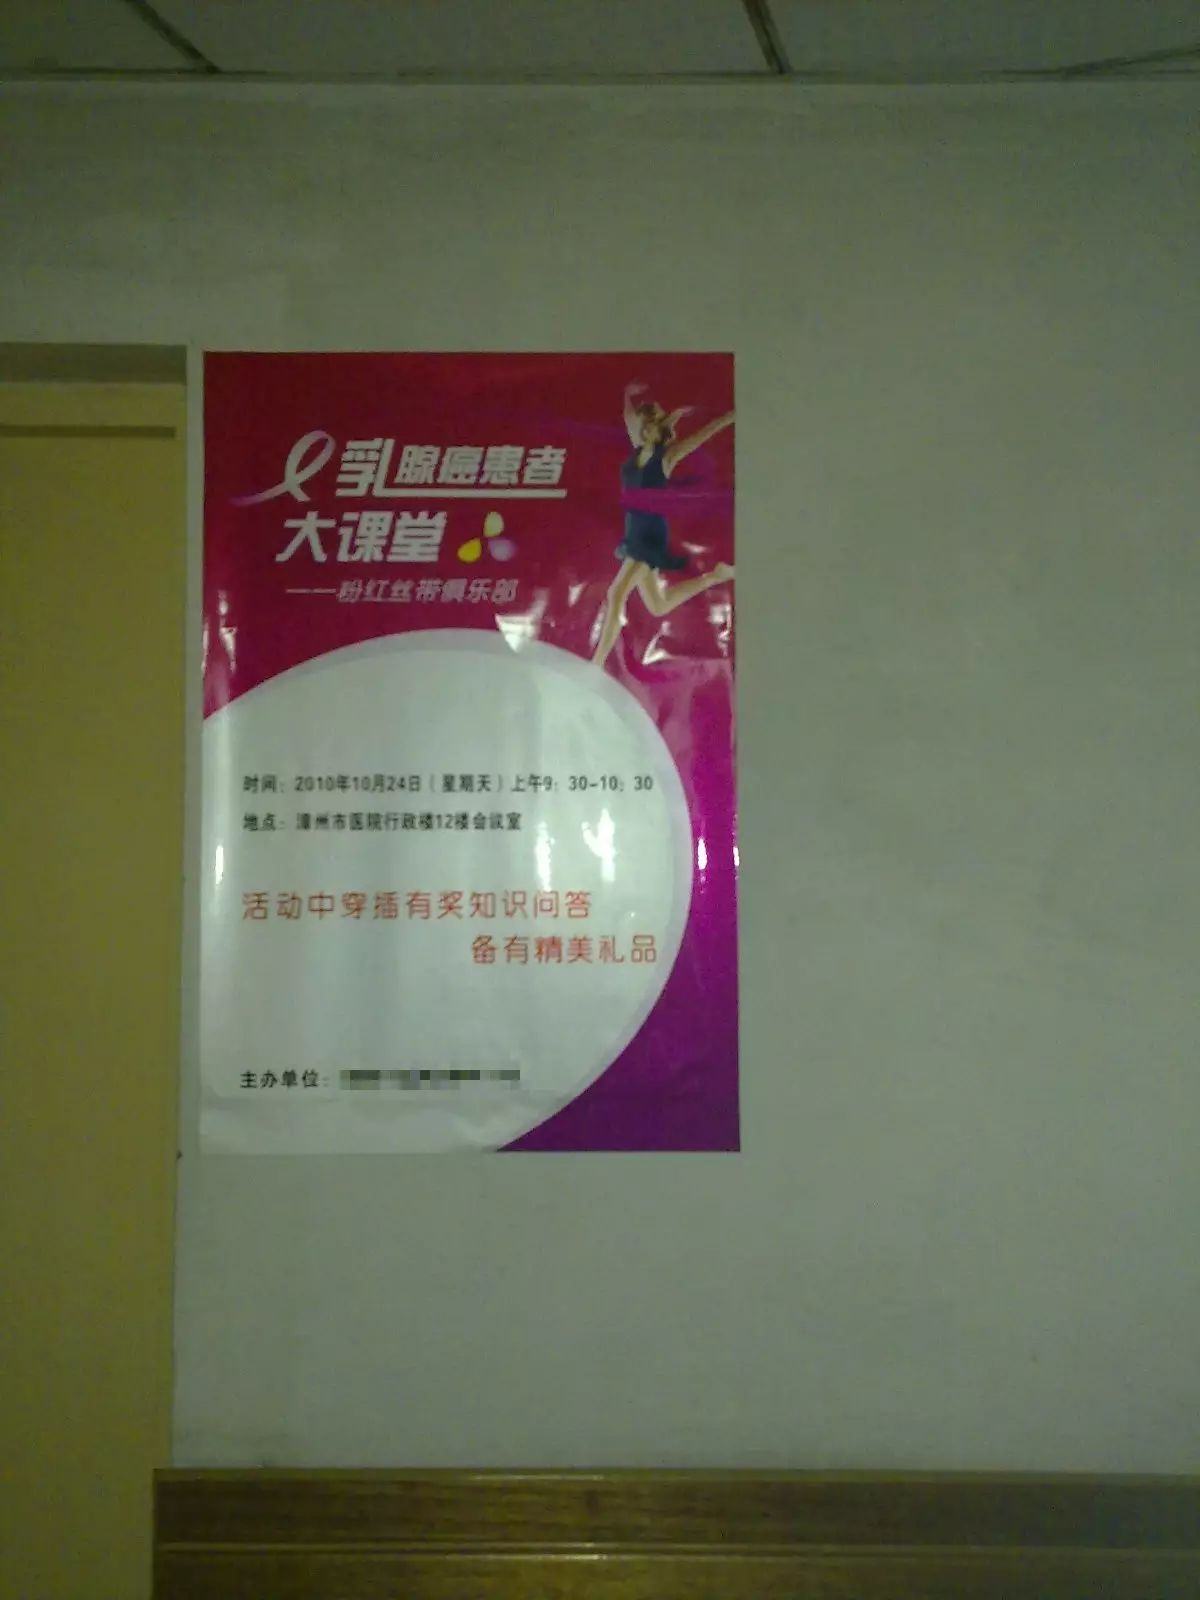 乳腺癌患者
大课堂
——粉红丝带俱乐部
时间：2010年10月24日（星期天）上午9：30-10：30
地点：漳州市医院行政楼12楼会议室
活动中穿插有奖知识问答
备有精美礼品
主办单位：